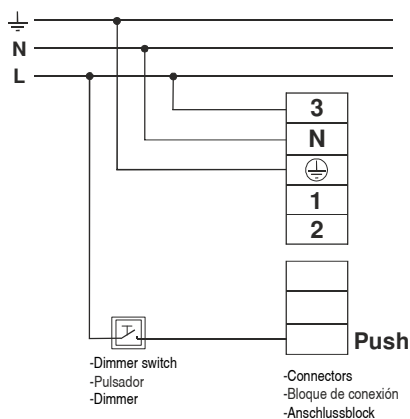 N
L
3
N
1
2
Push
-Dimmer switch
-Pulsador
-Dimmer
-Connectors
-Bloque de conexión
-Anschlussblock